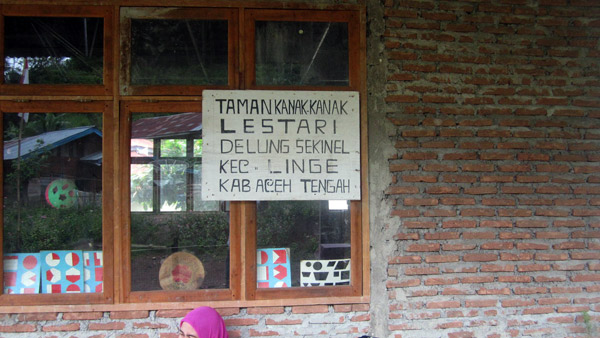 TAMAN KANAK-KANAK
LESTARI
DELUNG SEKINEL
KEC. LINGE
KAB ACEH TENGAH